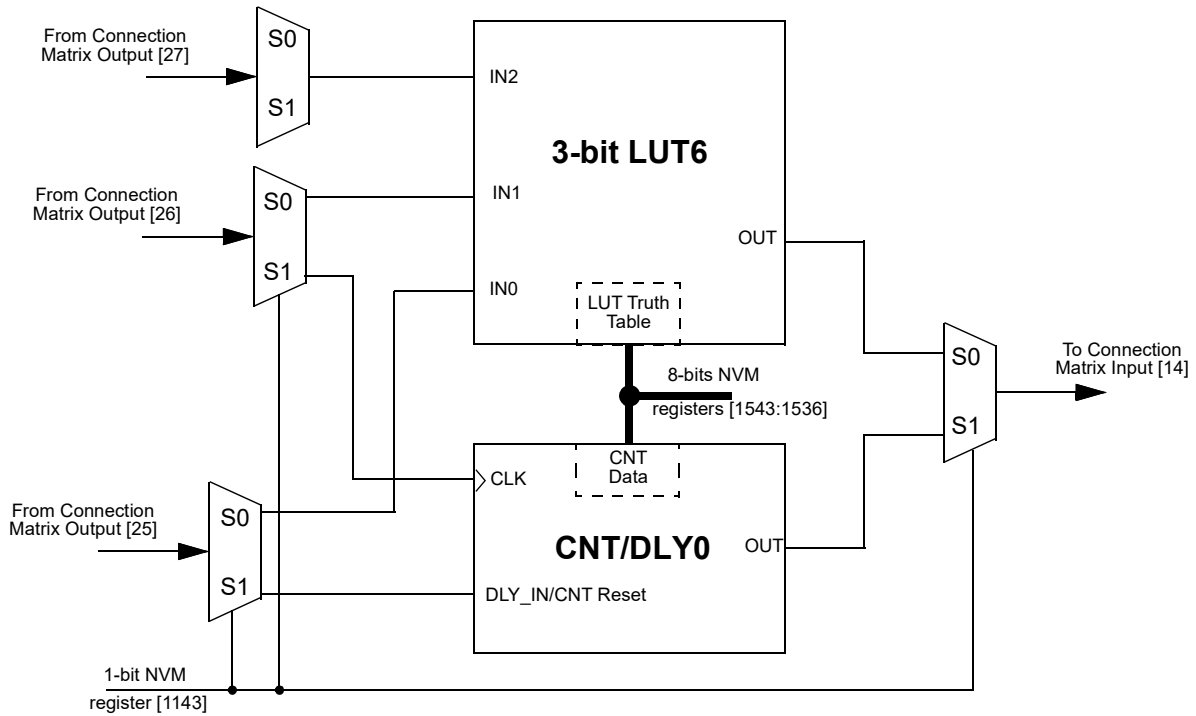 From Connection
Matrix Output [27]
S0
S1
IN2
3-bit LUT6
From Connection
Matrix Output [26]
S0
S1
IN1
IN0
OUT
LUT Truth
Table
8-bits NVM
registers [1543:1536]
S0
S1
To Connection
Matrix Input [14]
CNT
Data
CLK
From Connection
Matrix Output [25]
S0
S1
CNT/DLY0
OUT
DLY_IN/CNT Reset
1-bit NVM
register [1143]